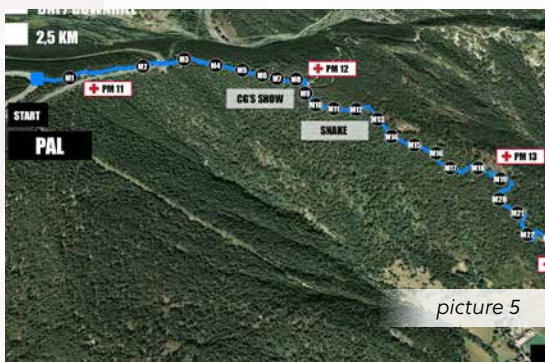 2,5 KM
M1
M2
M3
M4
M5
M6
M7
M8
PM 12
PM 11
M9
CG'S SHOW
M10
M11
M12
START
SNAKE
M13
PAL
M14
M15
M16
PM 13
M17
M18
M19
M20
M21
M22
picture 5